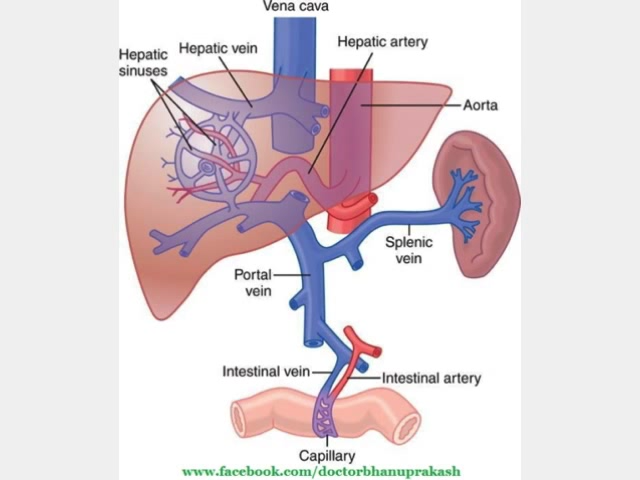 Vena cava
Hepatic artery
Hepatic vein
Hepatic
sinuses
Aorta
Splenic
vein
Portal
vein
Intestinal vein
Intestinal artery
Capillary
www.facebook.com/doctorbhanuprakash